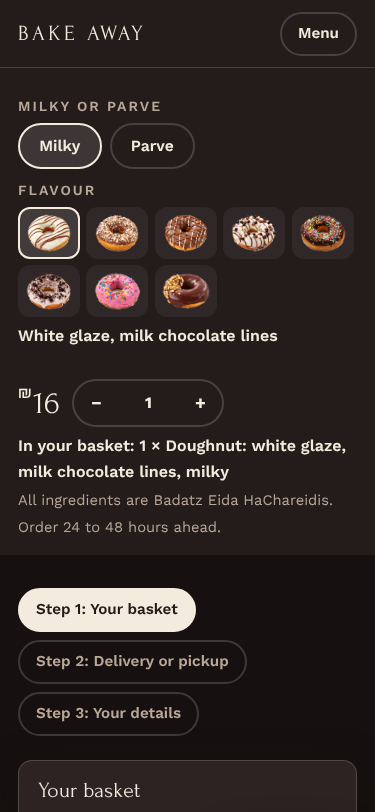 BAKE AWAY
Menu
MILKY OR PARVE
Milky
Parve
FLAVOUR
White glaze, milk chocolate lines
₪16
− 1 +
In your basket: 1 × Doughnut: white glaze,
milk chocolate lines, milky
All ingredients are Badatz Eida HaChareidis.
Order 24 to 48 hours ahead.
Step 1: Your basket
Step 2: Delivery or pickup
Step 3: Your details
Your basket